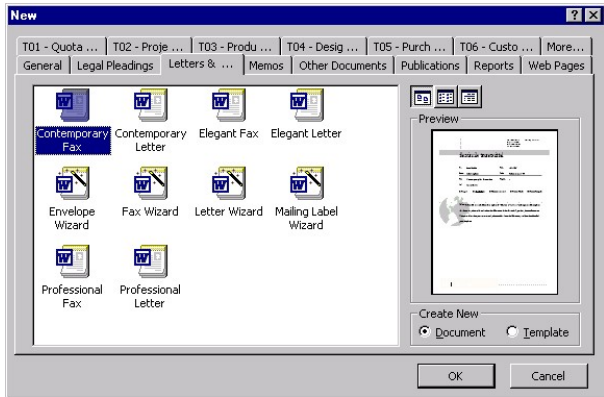 New
T01 - Quota ... T02 - Proje ... T03 - Produ ... T04 - Desig ... T05 - Purch ... T06 - Custo ... More...
General Legal Pleadings Letters & ... Memos Other Documents Publications Reports Web Pages
Contemporary Fax
Contemporary Letter
Elegant Fax
Elegant Letter
Envelope Wizard
Fax Wizard
Letter Wizard
Mailing Label Wizard
Professional Fax
Professional Letter
Preview
Create New
Document Template
OK Cancel